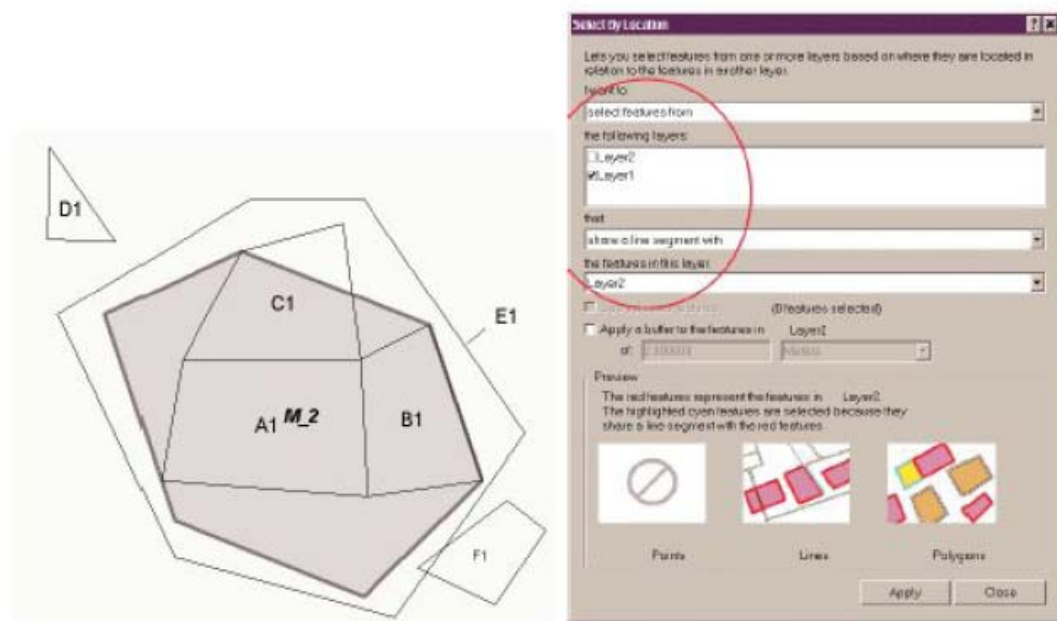 D1
C1
E1
A1 M_2
B1
F1
Select By Location
Lets you select features from one or more layers based on where they are located in
relation to the features in another layer.
I want to:
select features from
the following layers:
Layer2
Layer1
that
share a line segment with
the features in this layer:
Layer2
(0 features selected)
Apply a buffer to the features in Layer2
of:
Meters
Preview
The red features represent the features in Layer2
The highlighted cyan features are selected because they
share a line segment with the red features
Points Lines Polygons
Apply Close